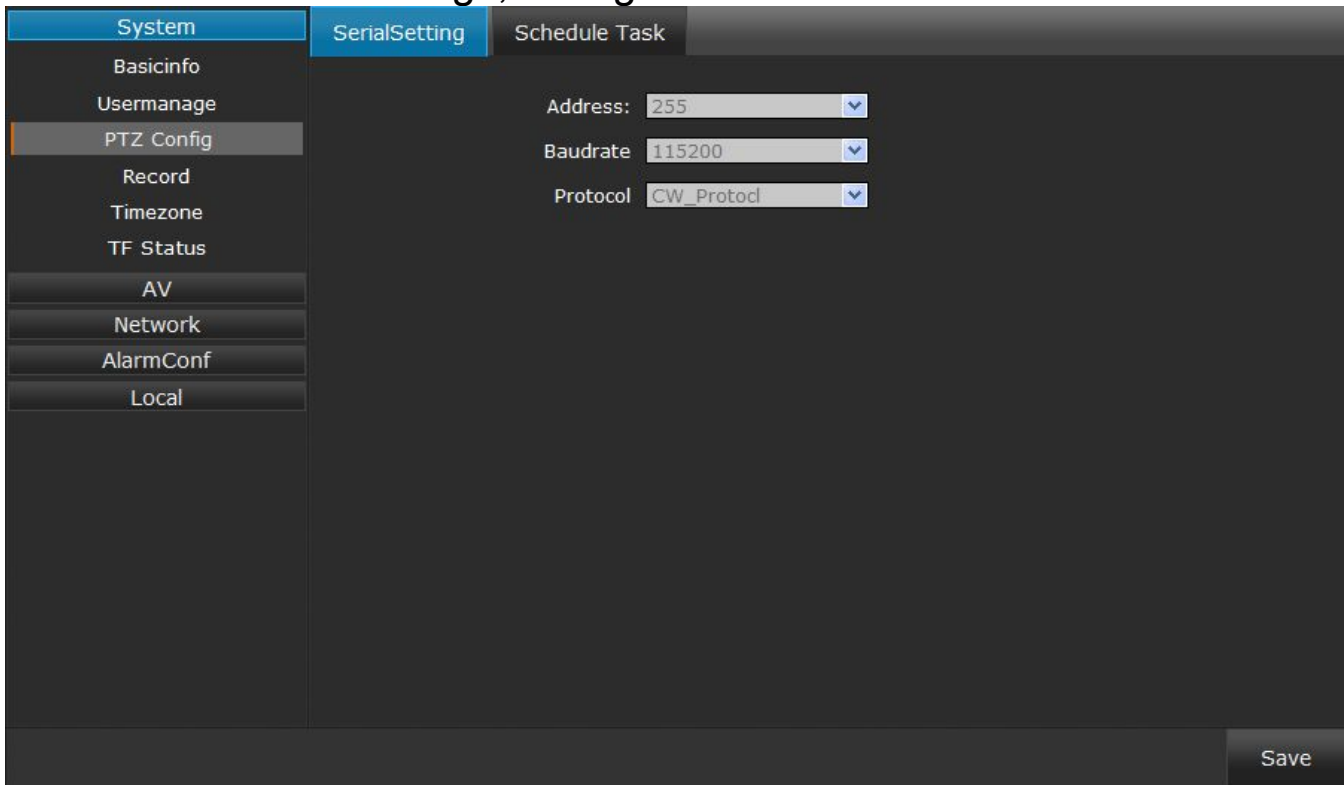 System
Basicinfo
Usermanage
PTZ Config
Record
Timezone
TF Status
AV
Network
AlarmConf
Local
SerialSetting Schedule Task
Address: 255
Baudrate 115200
Protocol CW_Protocl
Save